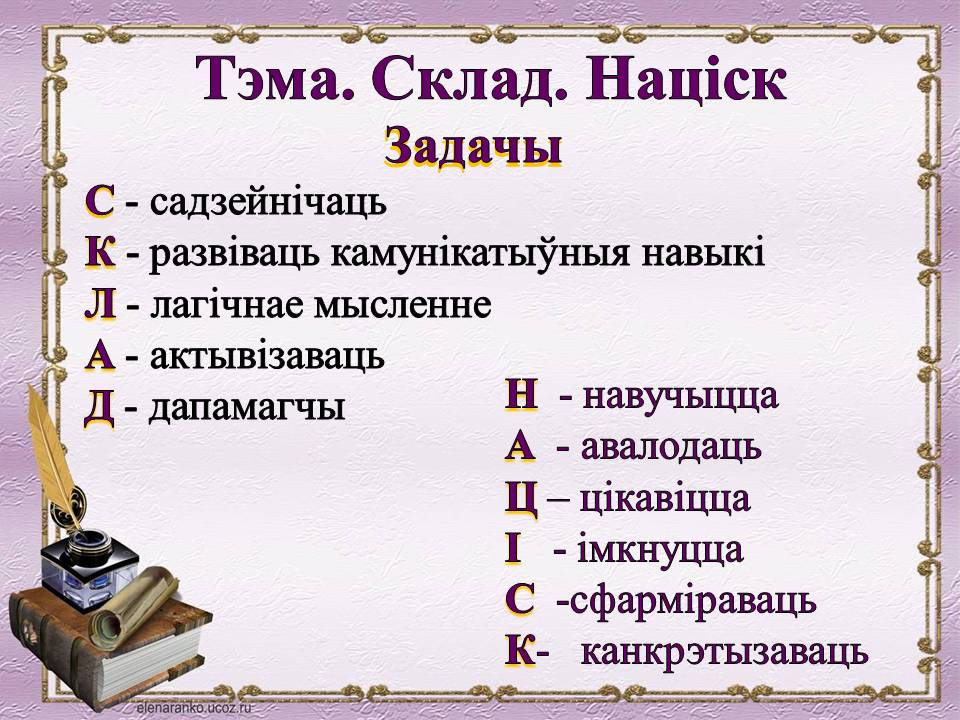 Тэма. Склад. Націск
Задачы
С - садзейнічаць
К - развіваць камунікатыўныя навыкі
Л - лагічнае мысленне
А - актывізаваць
Д - дапамагчы
Н - навучыцца
А - авалодаць
Ц – цікавіцца
І - імкнуцца
С -сфарміраваць
К- канкрэтызаваць
elenaranko.ucoz.ru